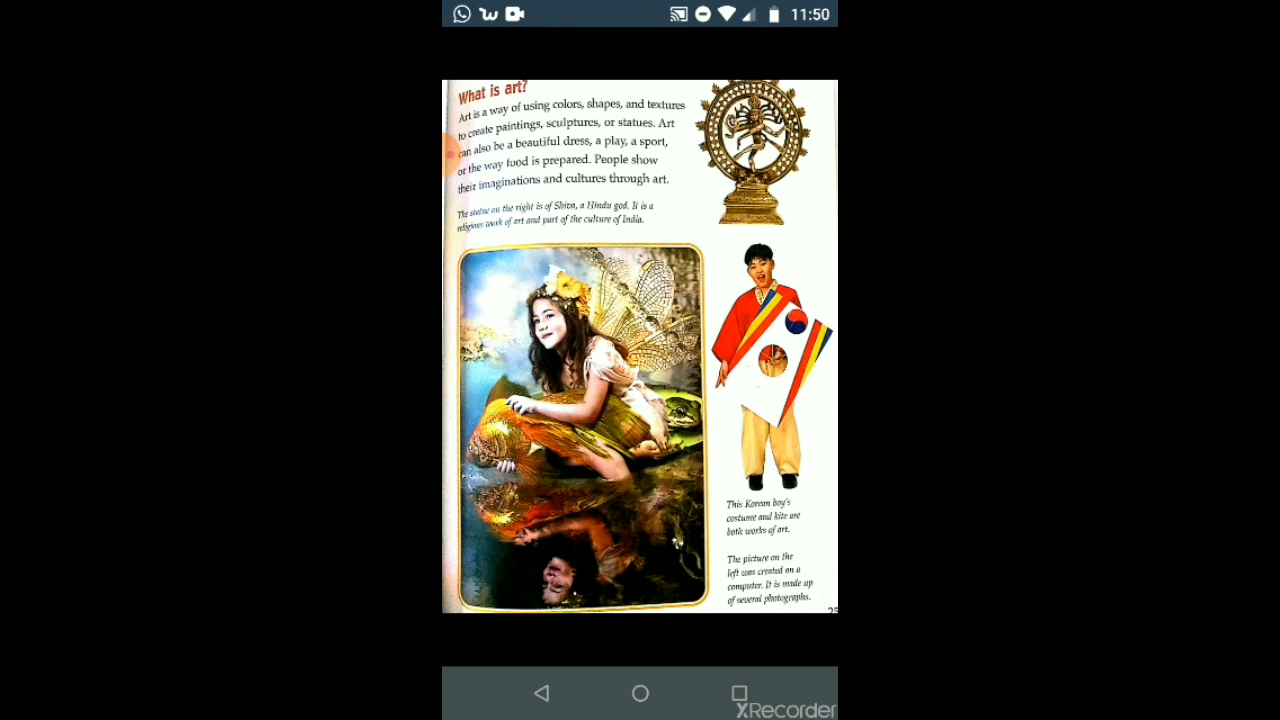 11:50
What is art?
Art is a way of using colors, shapes, and textures
to create paintings, sculptures, or statues. Art
can also be a beautiful dress, a play, a sport,
or the way food is prepared. People show
their imaginations and cultures through art.
The statue on the right is of Shiva, a Hindu god. It is a
religious work of art and part of the culture of India.
This Korean boy's
costume and kite are
both works of art.
The picture on the
left was created on a
computer. It is made up
of several photographs.
XRecorder